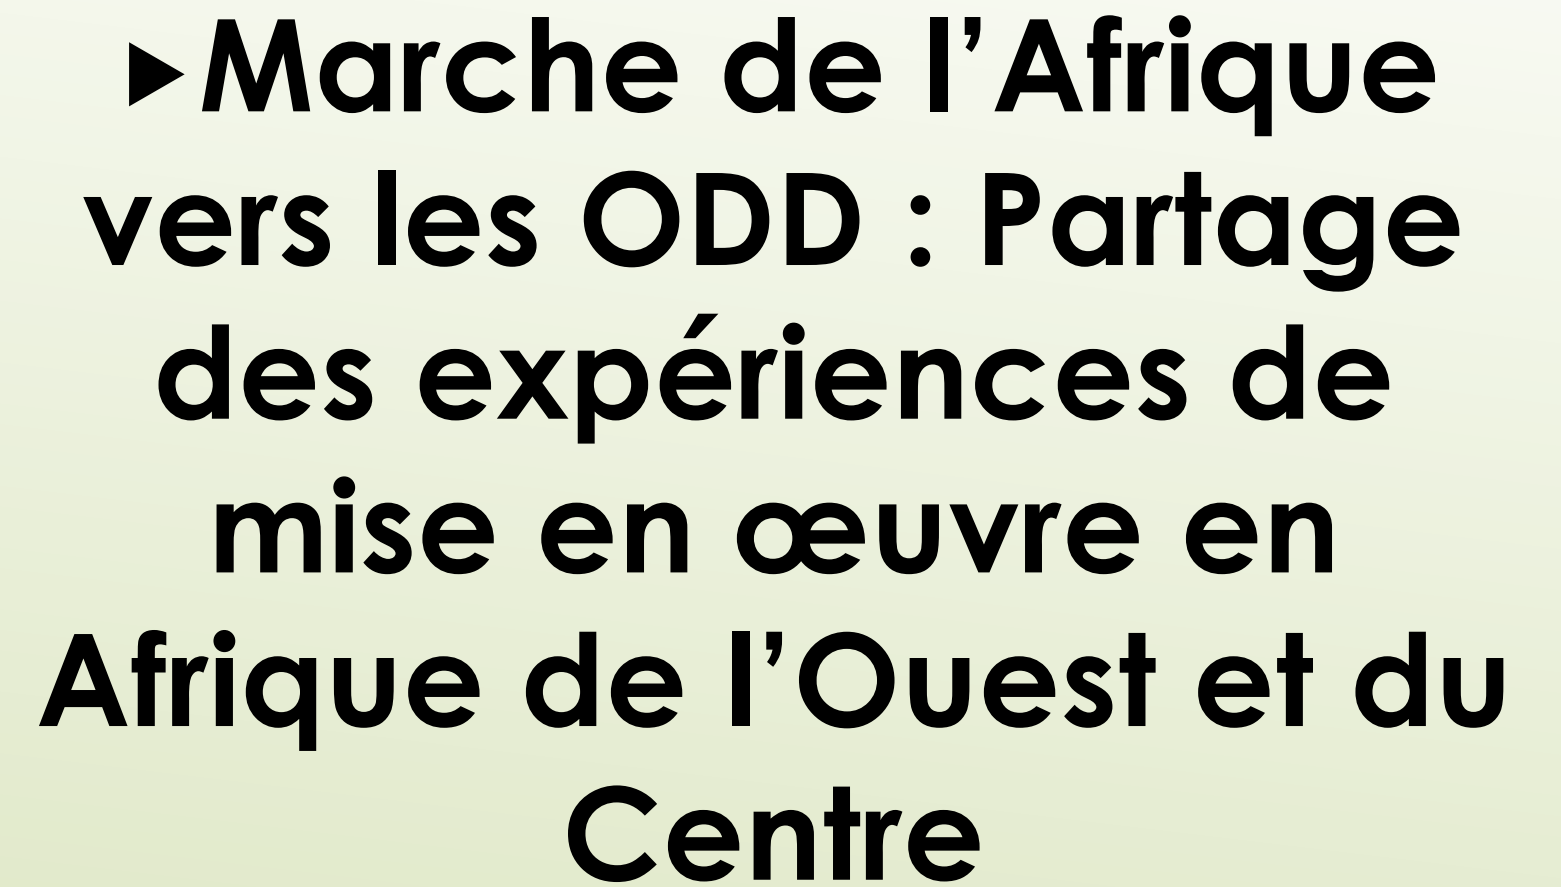 ▶Marche de l’Afrique
vers les ODD : Partage
des expériences de
mise en œuvre en
Afrique de l’Ouest et du
Centre